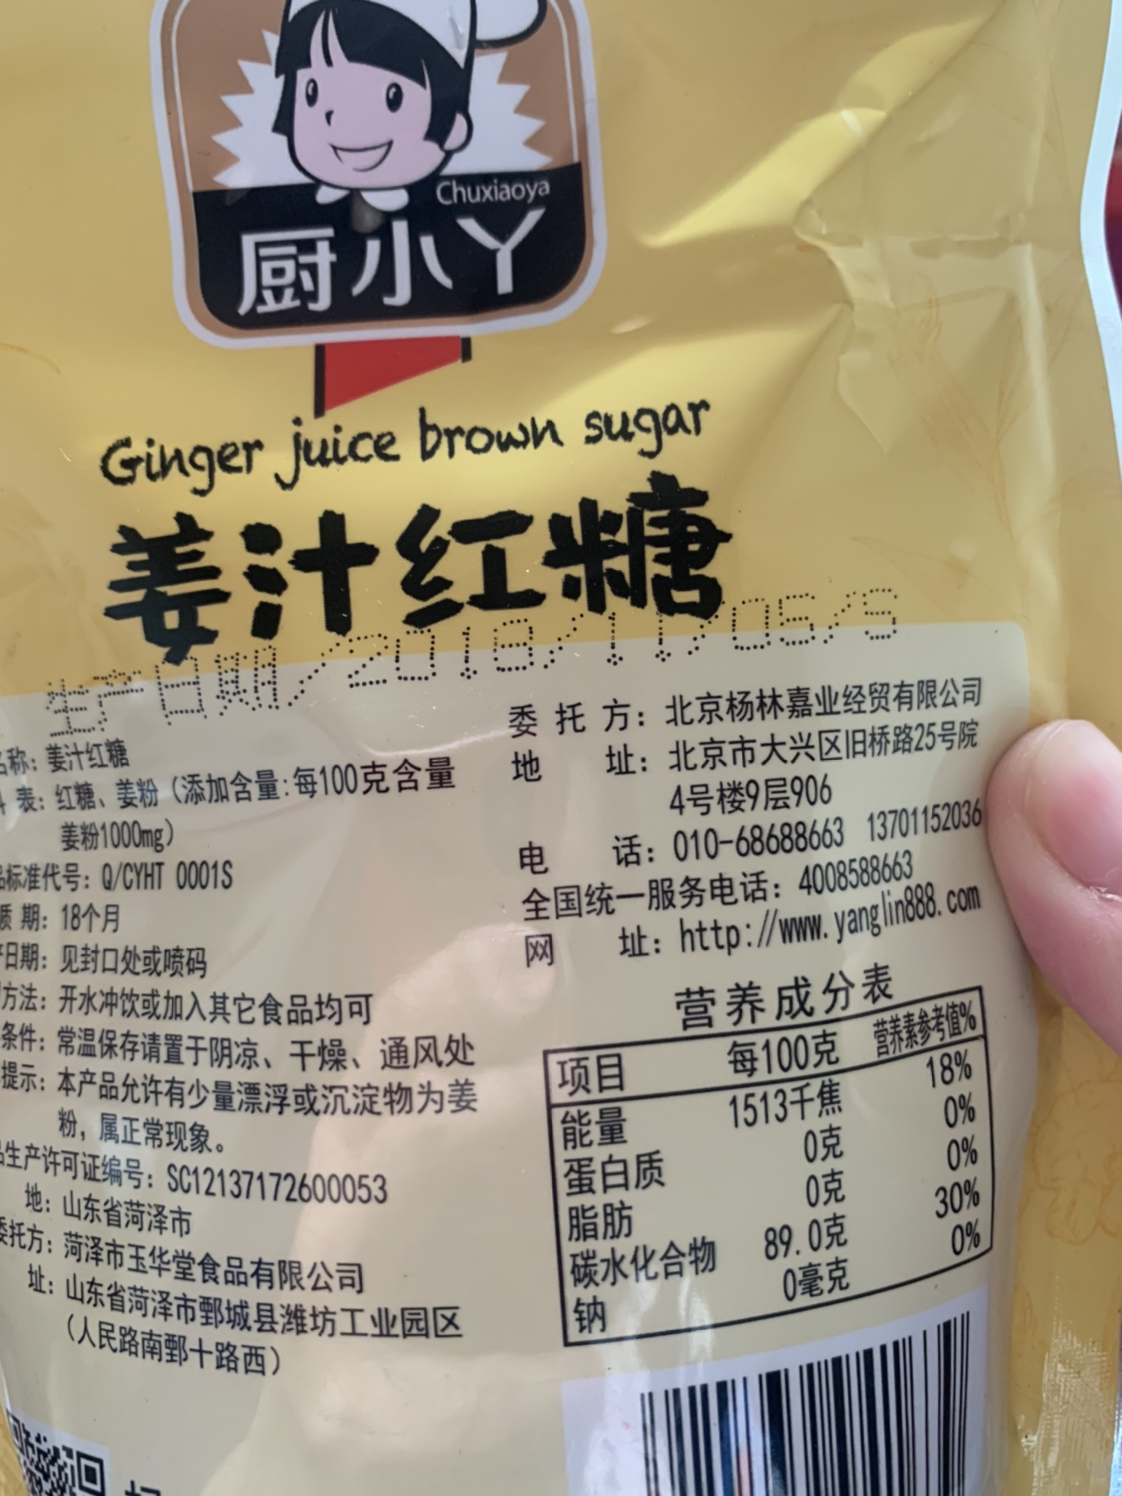 Chuxiaoya
厨小丫
Ginger juice brown sugar
姜汁红糖
生产日期/2018/11/05/S
名称：姜汁红糖
表：红糖、姜粉（添加含量：每100克含量
姜粉1000mg）
品标准代号：Q/CYHT 0001S
质 期：18个月
日期：见封口处或喷码
方法：开水冲饮或加入其它食品均可
条件：常温保存请置于阴凉、干燥、通风处
提示：本产品允许有少量漂浮或沉淀物为姜
粉，属正常现象。
生产许可证编号：SC12137172600053
地：山东省菏泽市
委托方：菏泽市玉华堂食品有限公司
址：山东省菏泽市鄄城县潍坊工业园区
（人民路南鄄十路西）
委 托 方：北京杨林嘉业经贸有限公司
地 址：北京市大兴区旧桥路25号院
4号楼9层906
电 话：010-68688663 13701152036
全国统一服务电话：4008588663
网 址：http://www.yanglin888.com
营养成分表
项目 每100克 营养素参考值%
能量 1513千焦 18%
蛋白质 0克 0%
脂肪 0克 0%
碳水化合物 89.0克 30%
钠 0毫克 0%